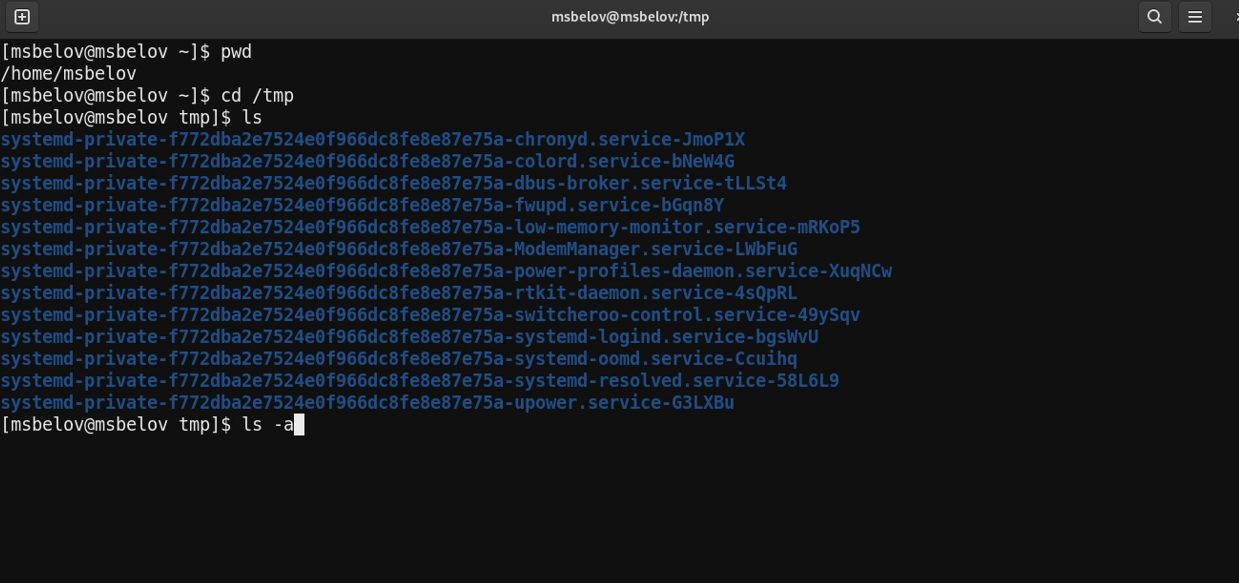 msbelov@msbelov:/tmp
[msbelov@msbelov ~]$ pwd
/home/msbelov
[msbelov@msbelov ~]$ cd /tmp
[msbelov@msbelov tmp]$ ls
systemd-private-f772dba2e7524e0f966dc8fe8e87e75a-chronyd.service-JmoP1X
systemd-private-f772dba2e7524e0f966dc8fe8e87e75a-colord.service-bNeW4G
systemd-private-f772dba2e7524e0f966dc8fe8e87e75a-dbus-broker.service-tLLSt4
systemd-private-f772dba2e7524e0f966dc8fe8e87e75a-fwupd.service-bGqn8Y
systemd-private-f772dba2e7524e0f966dc8fe8e87e75a-low-memory-monitor.service-mRKoP5
systemd-private-f772dba2e7524e0f966dc8fe8e87e75a-ModemManager.service-LWbFuG
systemd-private-f772dba2e7524e0f966dc8fe8e87e75a-power-profiles-daemon.service-XuqNCw
systemd-private-f772dba2e7524e0f966dc8fe8e87e75a-rtkit-daemon.service-4sQpRL
systemd-private-f772dba2e7524e0f966dc8fe8e87e75a-switcheroo-control.service-49ySqv
systemd-private-f772dba2e7524e0f966dc8fe8e87e75a-systemd-logind.service-bgsWvU
systemd-private-f772dba2e7524e0f966dc8fe8e87e75a-systemd-oomd.service-Ccuihq
systemd-private-f772dba2e7524e0f966dc8fe8e87e75a-systemd-resolved.service-58L6L9
systemd-private-f772dba2e7524e0f966dc8fe8e87e75a-upower.service-G3LXBu
[msbelov@msbelov tmp]$ ls -a